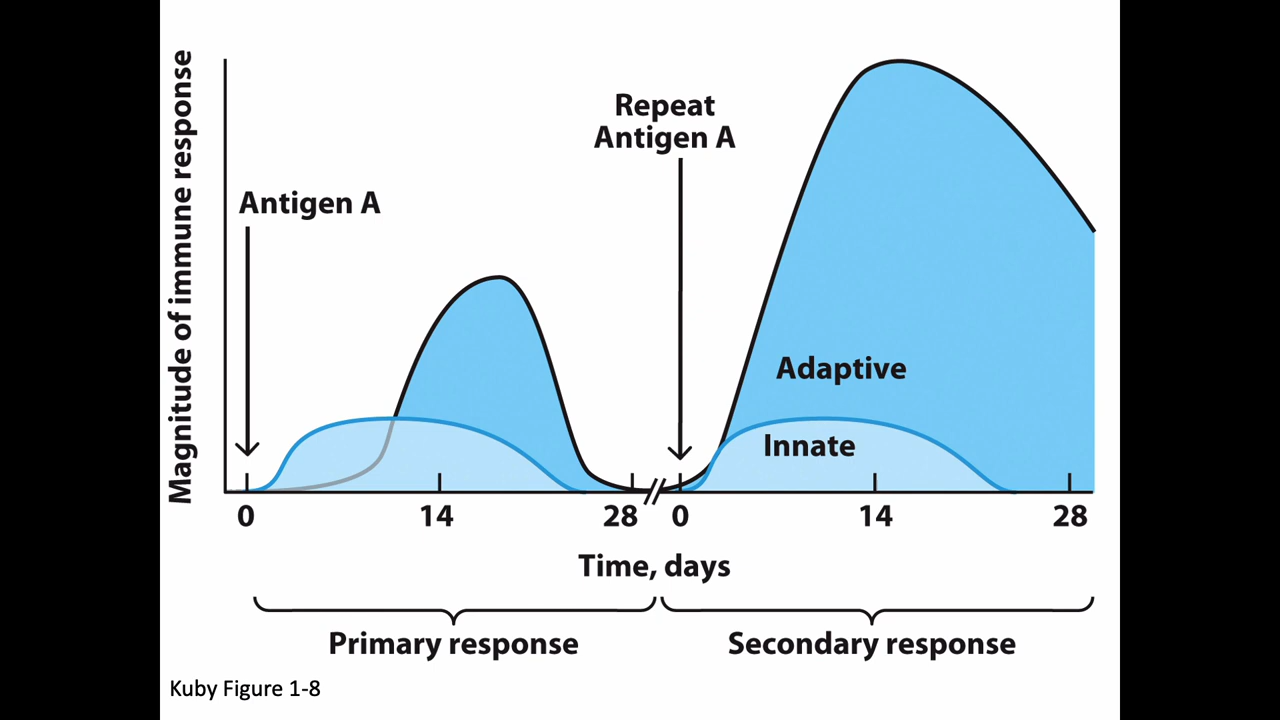 Magnitude of immune response
Antigen A
Repeat
Antigen A
Adaptive
Innate
0 14 28 0 14 28
Time, days
Primary response Secondary response
Kuby Figure 1-8